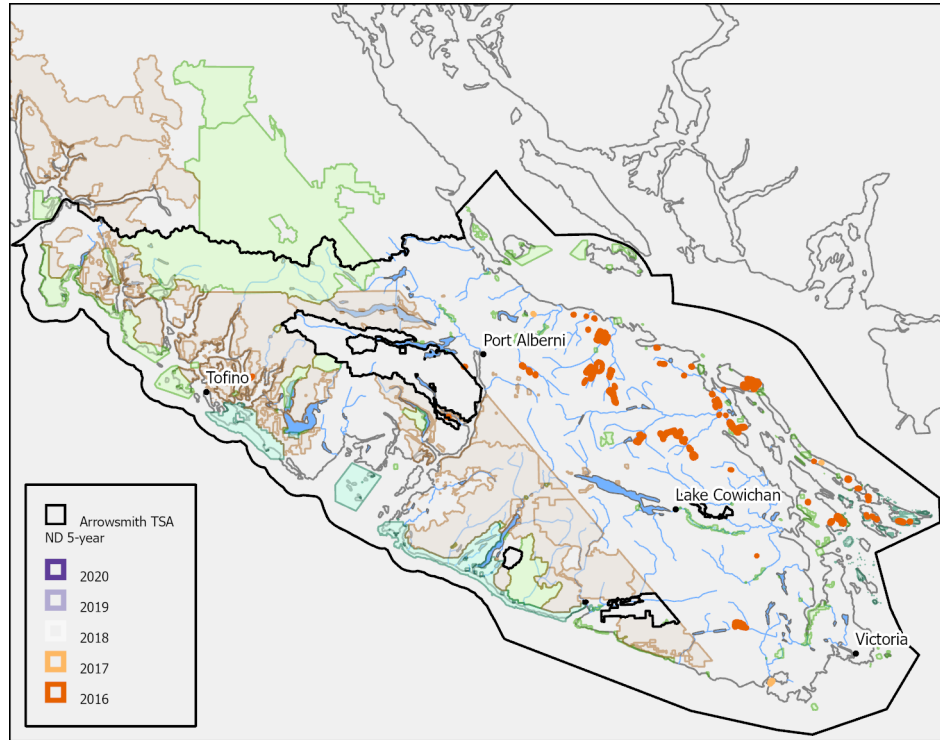 Port Alberni
Tofino
Lake Cowichan
Victoria
Arrowsmith TSA
ND 5-year
2020
2019
2018
2017
2016